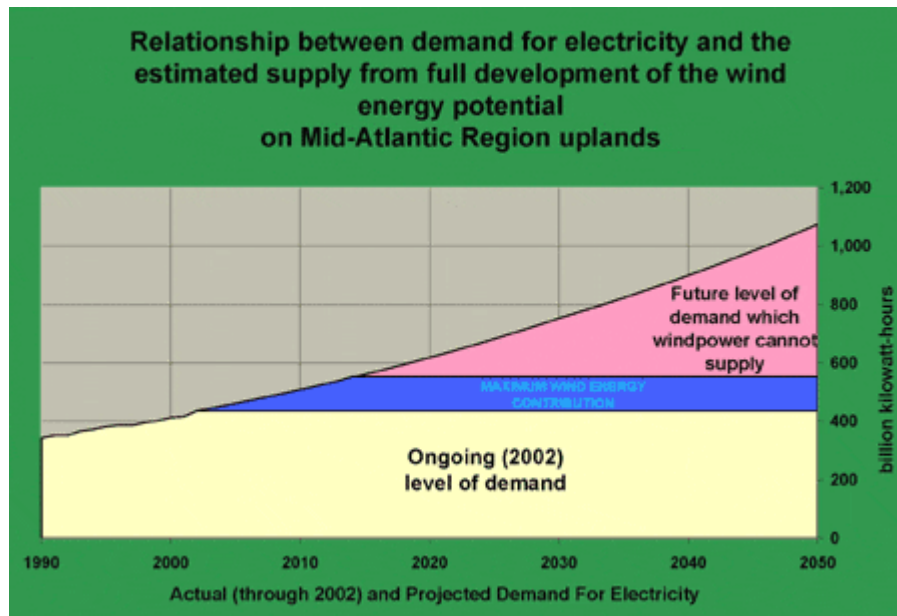 Relationship between demand for electricity and the
estimated supply from full development of the wind
energy potential
on Mid-Atlantic Region uplands
1,200
1,000
800
600
400
200
0
billion kilowatt-hours
Future level of
demand which
windpower cannot
supply
MAXIMUM WIND ENERGY
CONTRIBUTION
Ongoing (2002)
level of demand
1990
2000
2010
2020
2030
2040
2050
Actual (through 2002) and Projected Demand For Electricity